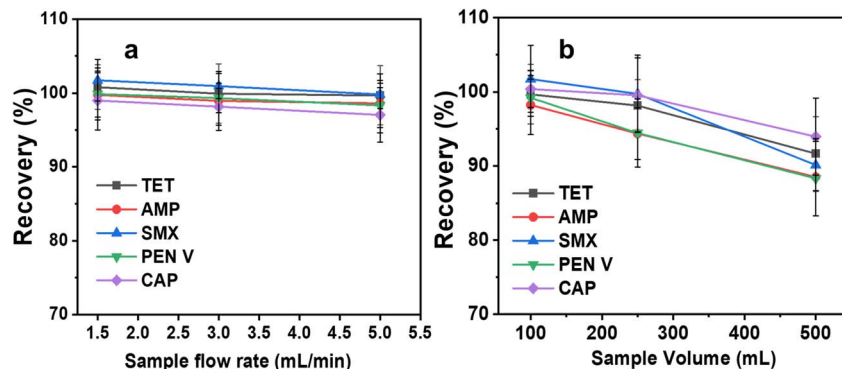 a
110
100
90
80
70
Recovery (%)
TET
AMP
SMX
PEN V
CAP
1.5 2.0 2.5 3.0 3.5 4.0 4.5 5.0 5.5
Sample flow rate (mL/min)
b
110
100
90
80
70
Recovery (%)
TET
AMP
SMX
PEN V
CAP
100 200 300 400 500
Sample Volume (mL)